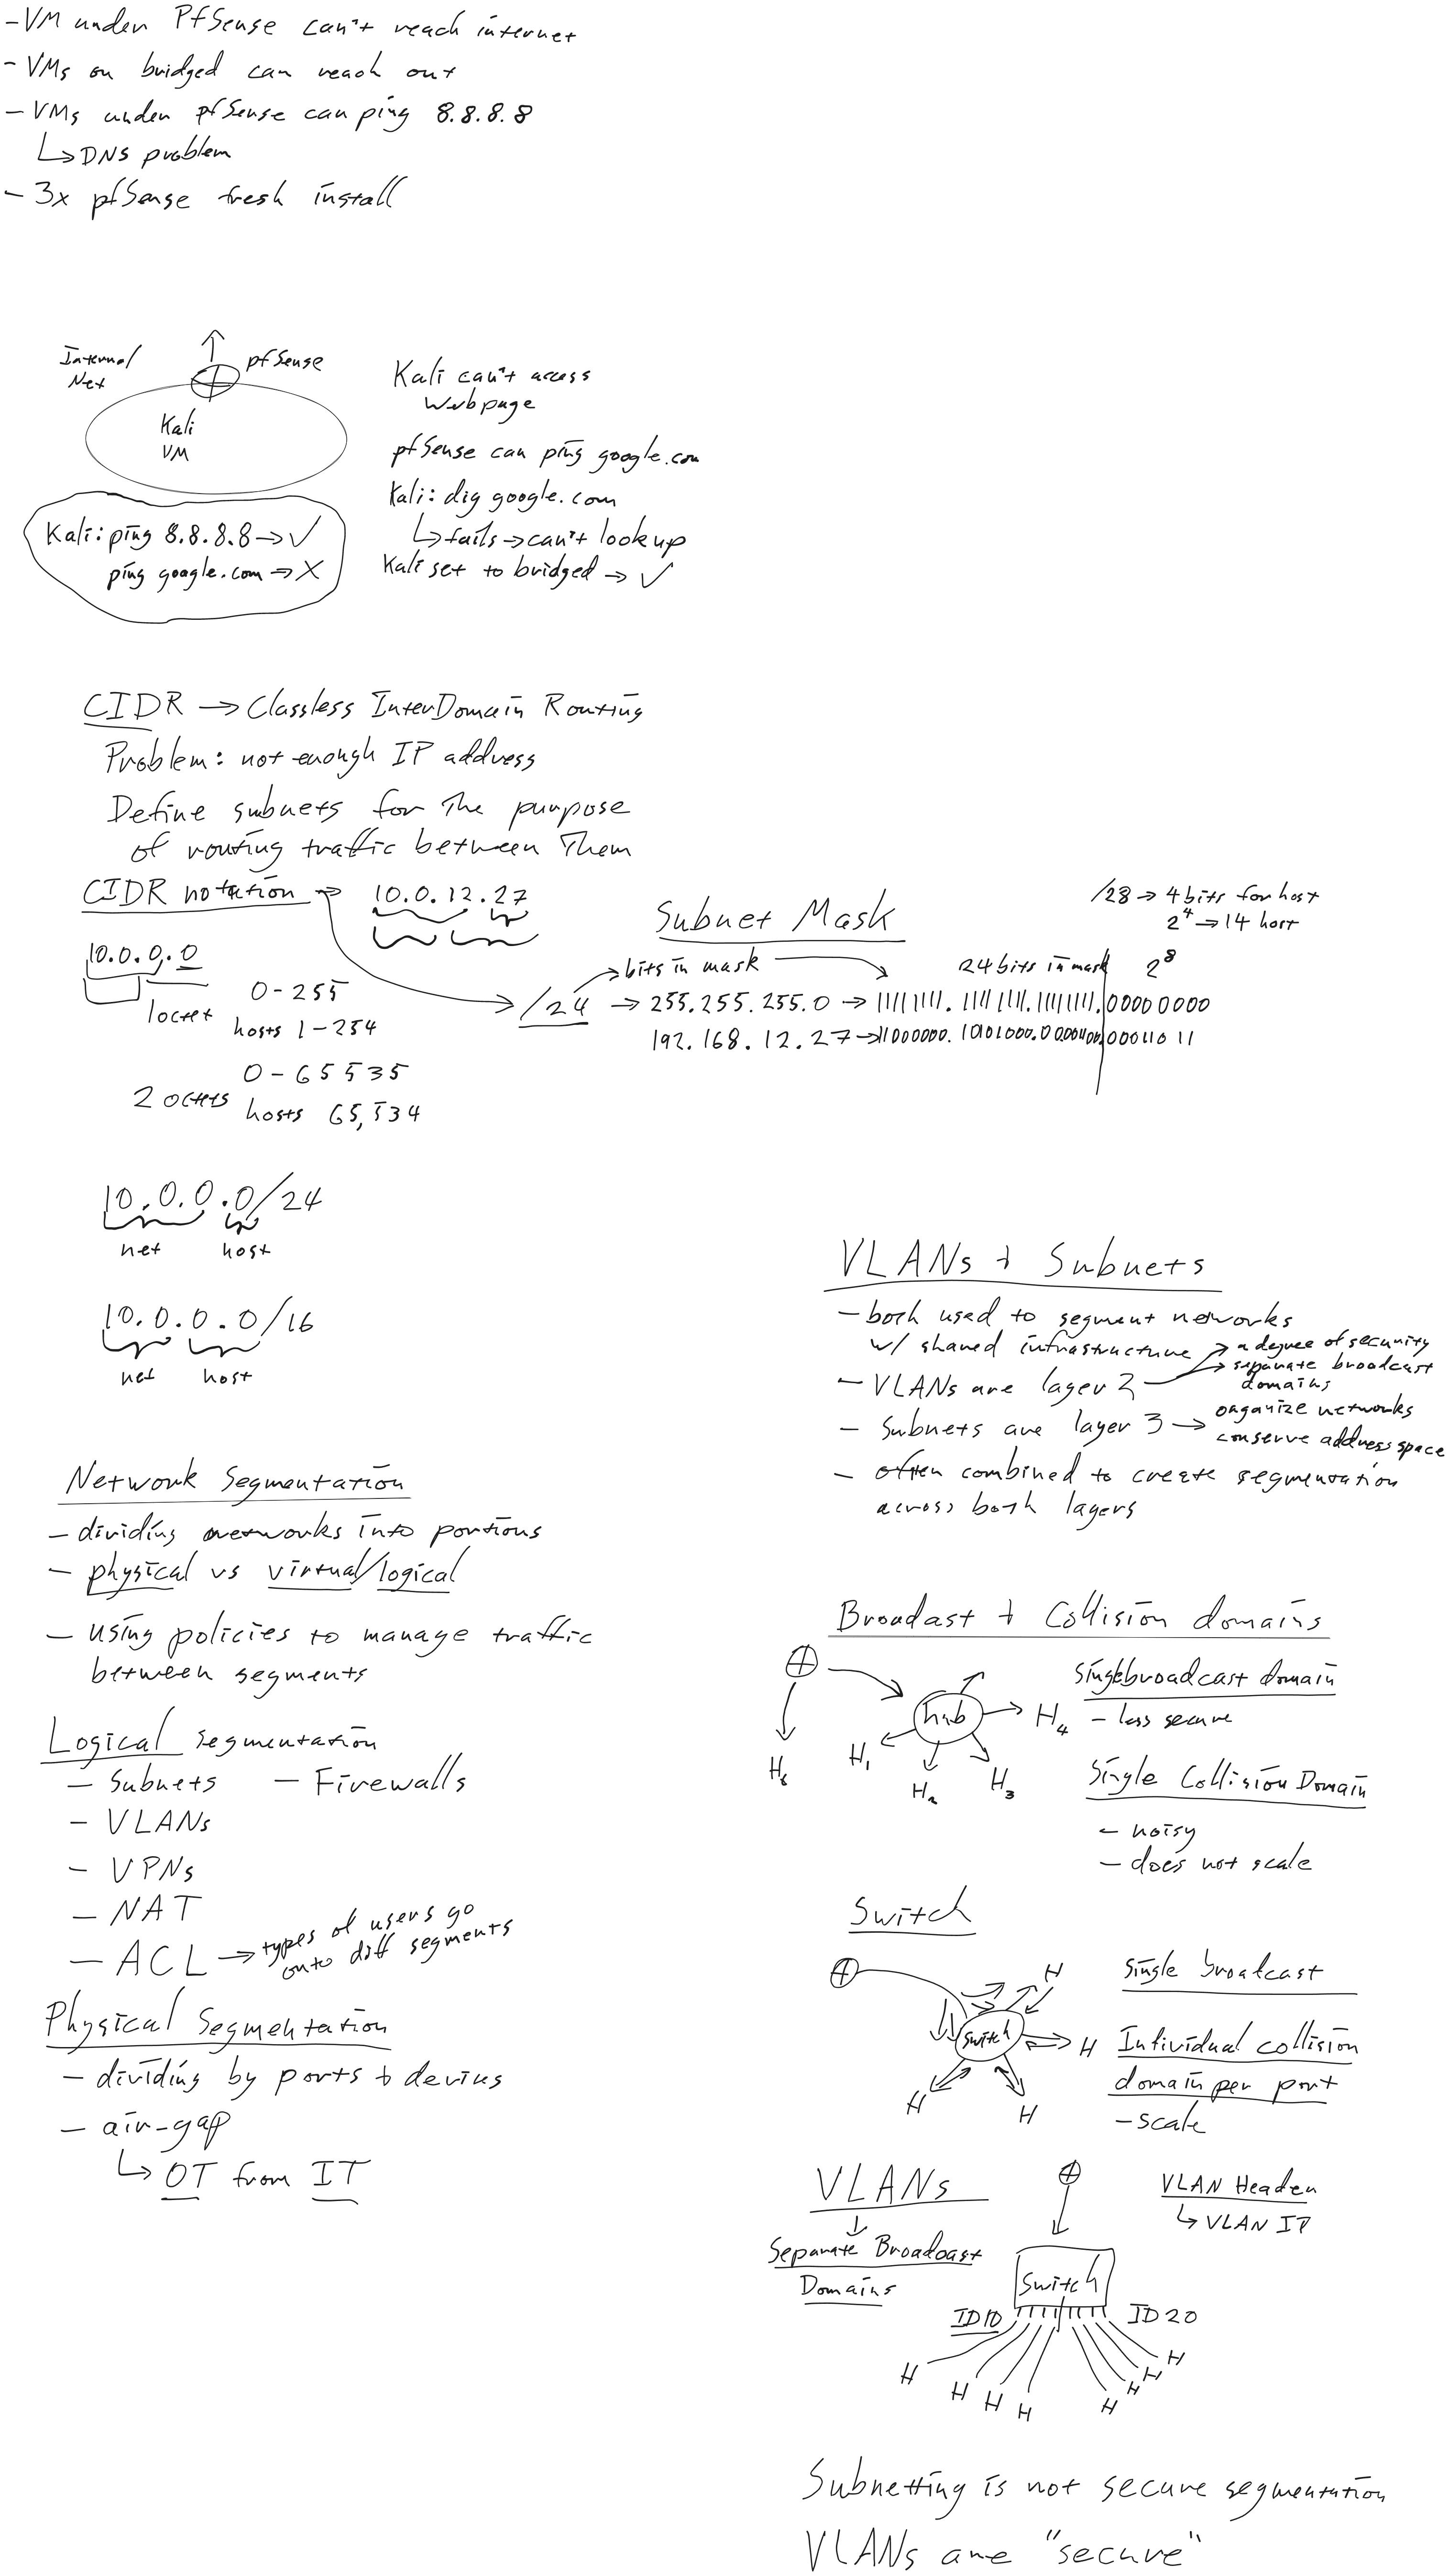 - VM under PfSense can't reach internet
- VMs on bridged can reach out
- VMs under pfSense can ping 8.8.8.8
↳ DNS problem
- 3x pfSense fresh install
Internal
Net
pfSense
Kali
VM
Kali: ping 8.8.8.8 → ✓
ping google.com → X
Kali can't access
Webpage
pfSense can ping google.com
Kali: dig google.com
↳ fails → can't lookup
Kali set to bridged → ✓
CIDR → Classless InterDomain Routing
Problem: not enough IP address
Define subnets for The purpose
of routing traffic between Them
CIDR notation → 10.0.12.27
10.0.0.0
1 octet
0-255
hosts 1-254
2 octets
0-65535
hosts 65,534
Subnet Mask
/28 → 4 bits for host
2⁴ → 14 host
bits in mask
24 bits in mask
2⁸
/24 → 255.255.255.0 → 11111111.11111111.11111111.00000000
192.168.12.27 → 11000000.10101000.00001100.00011011
10.0.0.0/24
net host
10.0.0.0/16
net host
Network Segmentation
- dividing networks into portions
- physical vs virtual/logical
- using policies to manage traffic
between segments
Logical segmentation
- Subnets - Firewalls
- VLANs
- VPNs
- NAT
- ACL → types of users go
onto diff segments
Physical Segmentation
- dividing by ports + devices
- air-gap
↳ OT from IT
VLANs + Subnets
- both used to segment networks
w/ shared infrastructure
- VLANs are layer 2
→ a degree of security
→ separate broadcast
domains
- Subnets are layer 3 → organize networks
conserve address space
- often combined to create segmentation
across both layers
Broadast + Collision domains
hub
H₁
H₂
H₃
H₄
Single broadcast domain
- less secure
Single Collision Domain
- noisy
- does not scale
Switch
switch
H
H
H
H
Single broadcast
Individual collision
domain per port
- scale
VLANs
Separate Broadcast
Domains
VLAN Header
↳ VLAN ID
Switch
ID10 ID20
H H H H H H H H
Subnetting is not secure segmentation
VLANs are "secure"